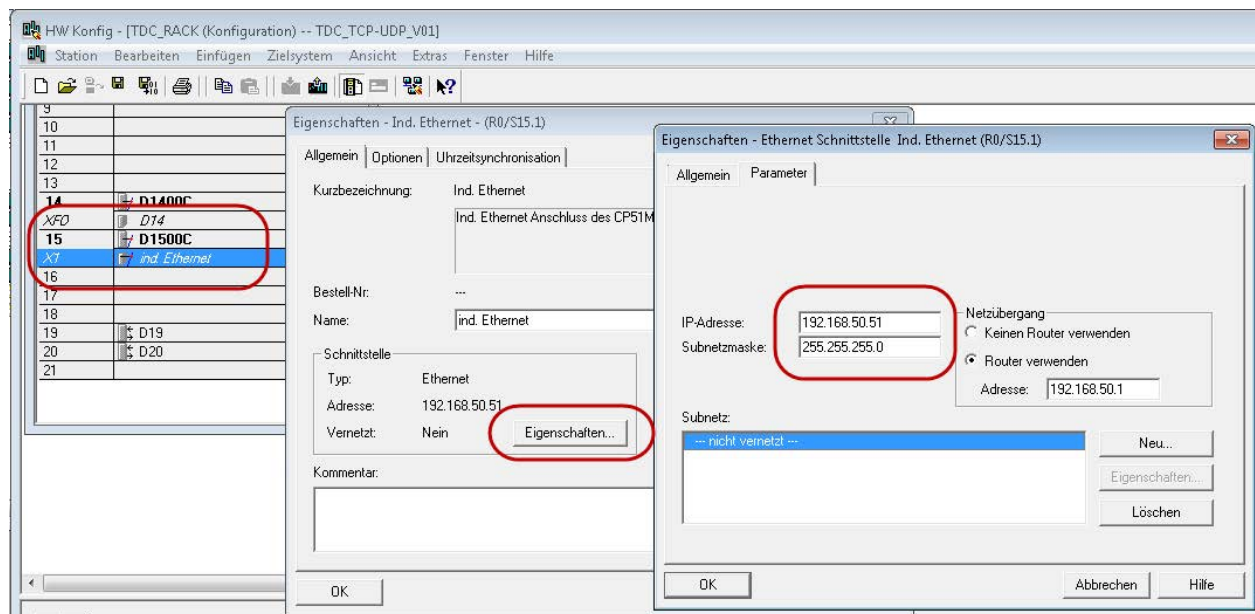 HW Konfig - [TDC_RACK (Konfiguration) -- TDC_TCP-UDP_V01]
Station Bearbeiten Einfügen Zielsystem Ansicht Extras Fenster Hilfe
9
10
11
12
13
14 D1400C
XF0 D14
15 D1500C
X1 ind. Ethernet
16
17
18
19 D19
20 D20
21
Eigenschaften - Ind. Ethernet - (R0/S15.1)
Allgemein Optionen Uhrzeitsynchronisation
Kurzbezeichnung: Ind. Ethernet
Ind. Ethernet Anschluss des CP51M
Bestell-Nr: ---
Name: ind. Ethernet
Schnittstelle
Typ: Ethernet
Adresse: 192.168.50.51
Vernetzt: Nein Eigenschaften...
Kommentar:
OK
Eigenschaften - Ethernet Schnittstelle Ind. Ethernet (R0/S15.1)
Allgemein Parameter
IP-Adresse: 192.168.50.51
Subnetzmaske: 255.255.255.0
Netzübergang
Keinen Router verwenden
Router verwenden
Adresse: 192.168.50.1
Subnetz:
--- nicht vernetzt ---
Neu...
Eigenschaften...
Löschen
OK Abbrechen Hilfe